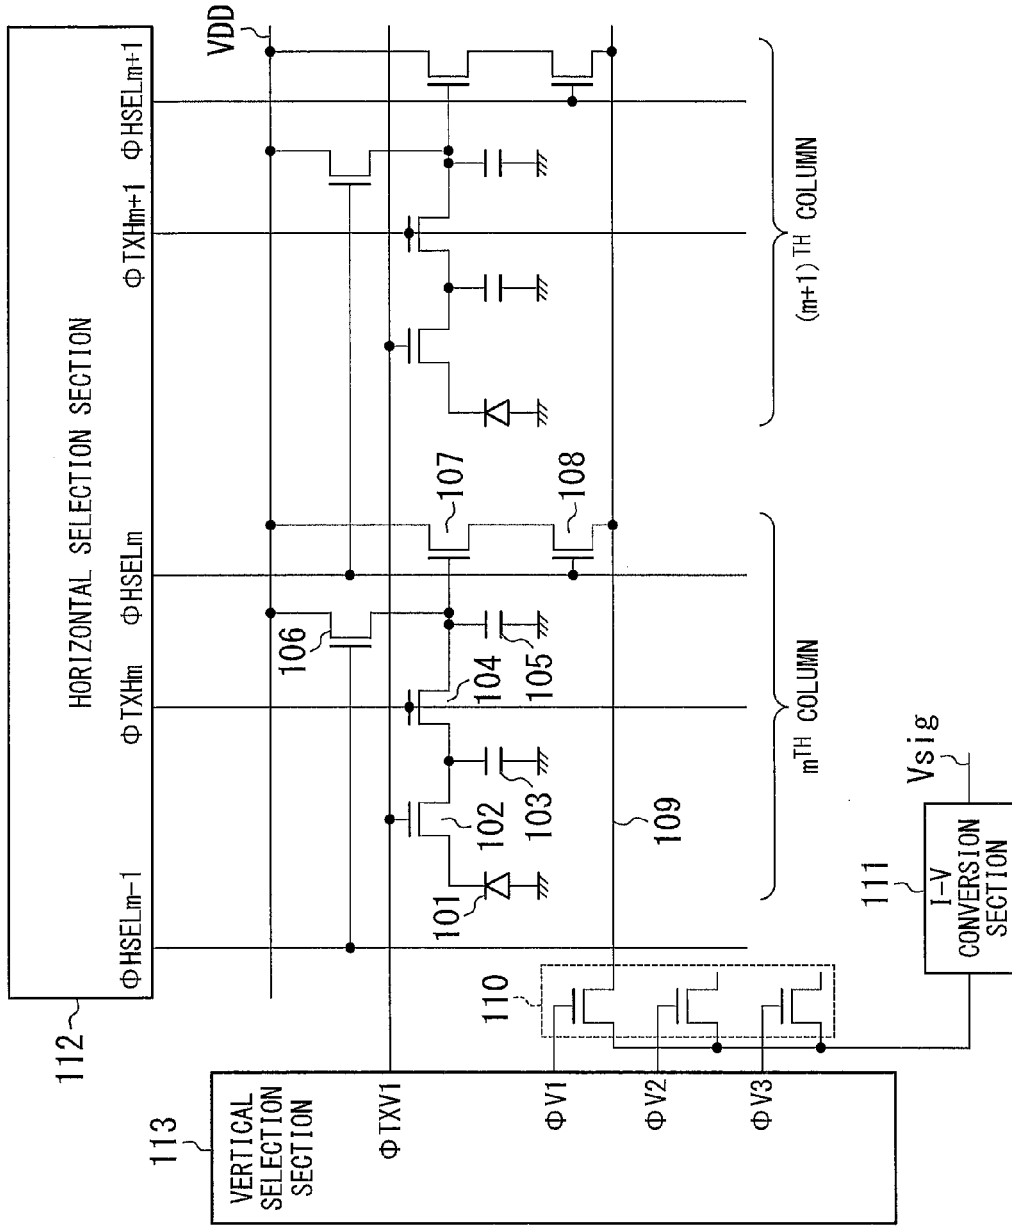 112
HORIZONTAL SELECTION SECTION
ΦHSELm-1
ΦTXHm
ΦHSELm
ΦTXHm+1
ΦHSELm+1
VDD
106
107
104
105
102
103
101
108
109
110
113
VERTICAL
SELECTION
SECTION
ΦTXV1
ΦV1
ΦV2
ΦV3
mTH COLUMN
(m+1)TH COLUMN
111
I-V
CONVERSION
SECTION
Vsig